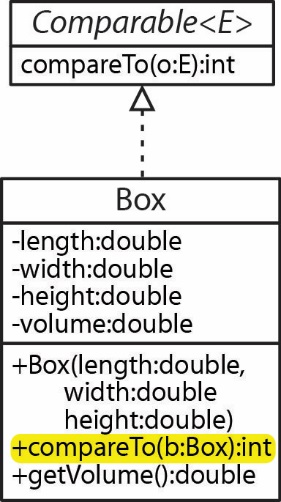 Comparable<E>
compareTo(o:E):int
Box
-length:double
-width:double
-height:double
-volume:double
+Box(length:double,
width:double
height:double)
+compareTo(b:Box):int
+getVolume():double